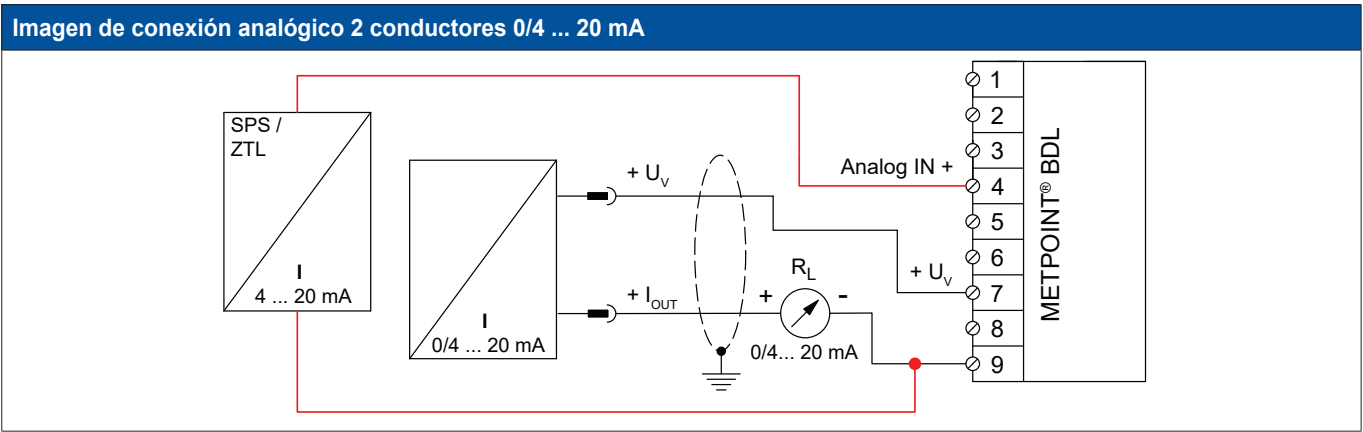 Imagen de conexión analógico 2 conductores 0/4 ... 20 mA
SPS /
ZTL
I
4 ... 20 mA
I
0/4 ... 20 mA
+ Uv
+ IOUT
RL
+ -
0/4... 20 mA
Analog IN +
+ Uv
1
2
3
4
5
6
7
8
9
METPOINT® BDL